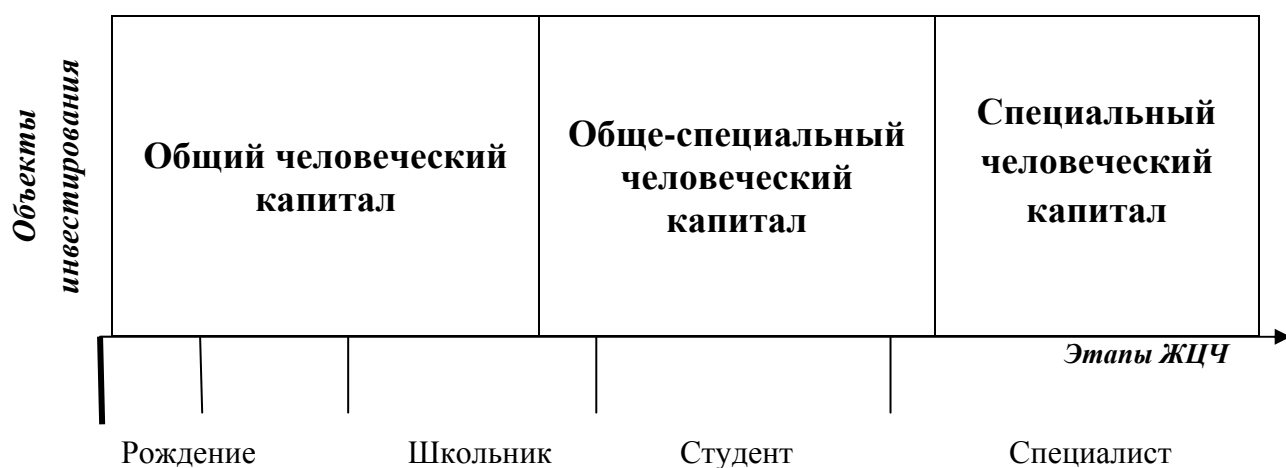 Объекты
инвестирования
Общий человеческий
капитал
Обще-специальный
человеческий
капитал
Специальный
человеческий
капитал
Этапы ЖЦЧ
Рождение
Школьник
Студент
Специалист